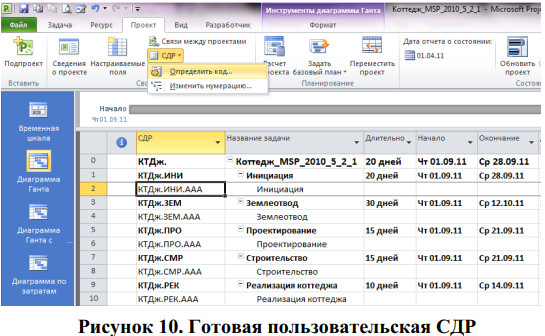 Инструменты диаграммы Ганта
Коттедж_MSP_2010_5_2_1 - Microsoft Proje
Файл Задача Ресурс Проект Вид Разработчик Формат
Связи между проектами
СДР
Определить код...
Изменить нумерацию...
Подпроект
Сведения о проекте
Настраиваемые поля
Расчет проекта
Задать базовый план
Переместить проект
Дата отчета о состоянии:
01.04.11
Обновить проект
Вставить
Планирование
Состоя
Начало
Чт 01.09.11
Временная шкала
Диаграмма Ганта
Диаграмма Ганта с
Диаграмма по затратам
СДР Название задачи Длительно Начало Окончание
0 КТДж. Коттедж_MSP_2010_5_2_1 20 дней Чт 01.09.11 Ср 28.09.11
1 КТДж.ИНИ Инициация 20 дней Чт 01.09.11 Ср 28.09.11
2 КТДж.ИНИ.ААА Инициация
3 КТДж.ЗЕМ Землеотвод 30 дней Чт 01.09.11 Ср 12.10.11
4 КТДж.ЗЕМ.ААА Землеотвод
5 КТДж.ПРО Проектирование 15 дней Чт 01.09.11 Ср 21.09.11
6 КТДж.ПРО.ААА Проектирование
7 КТДж.СМР Строительство 15 дней Чт 01.09.11 Ср 21.09.11
8 КТДж.СМР.ААА Строительство
9 КТДж.РЕК Реализация коттеджа 10 дней Чт 01.09.11 Ср 14.09.11
10 КТДж.РЕК.ААА Реализация коттеджа
Рисунок 10. Готовая пользовательская СДР